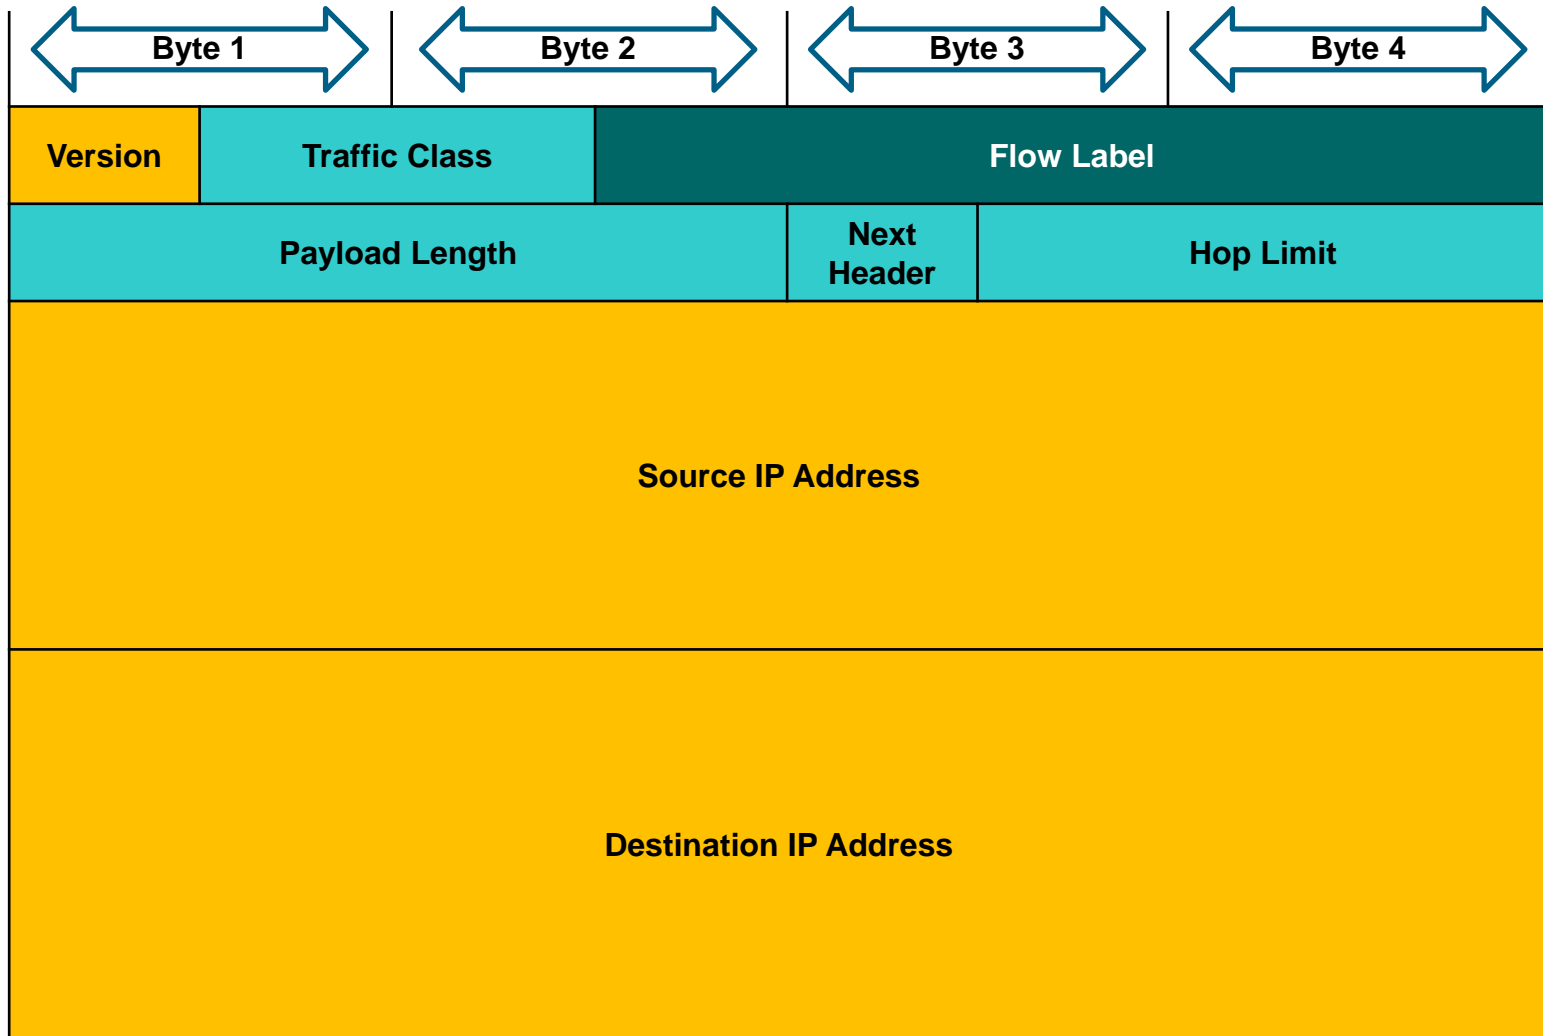 Byte 1
Byte 2
Byte 3
Byte 4
Version
Traffic Class
Flow Label
Payload Length
Next
Header
Hop Limit
Source IP Address
Destination IP Address